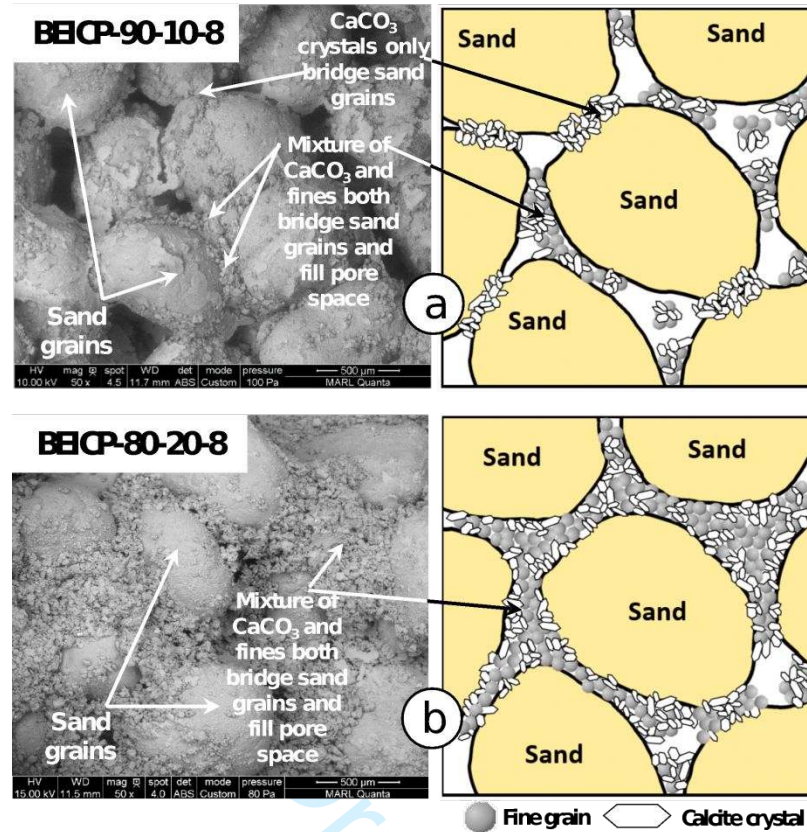 BEICP-90-10-8
CaCO₃
crystals only
bridge sand
grains
Mixture of
CaCO₃ and
fines both
bridge sand
grains and
fill pore
space
Sand
grains
HV mag spot WD det mode pressure
10.00 kV 50 x 4.5 11.7 mm ABS Custom 100 Pa
500 µm
MARL Quanta
Sand
Sand
Sand
Sand
a
BEICP-80-20-8
Mixture of
CaCO₃ and
fines both
bridge sand
grains and
fill pore
space
Sand
grains
HV WD mag spot det mode pressure
15.00 kV 11.5 mm 50 x 4.0 ABS Custom 80 Pa
500 µm
MARL Quanta
Sand
Sand
Sand
Sand
b
Fine grain
Calcite crystal